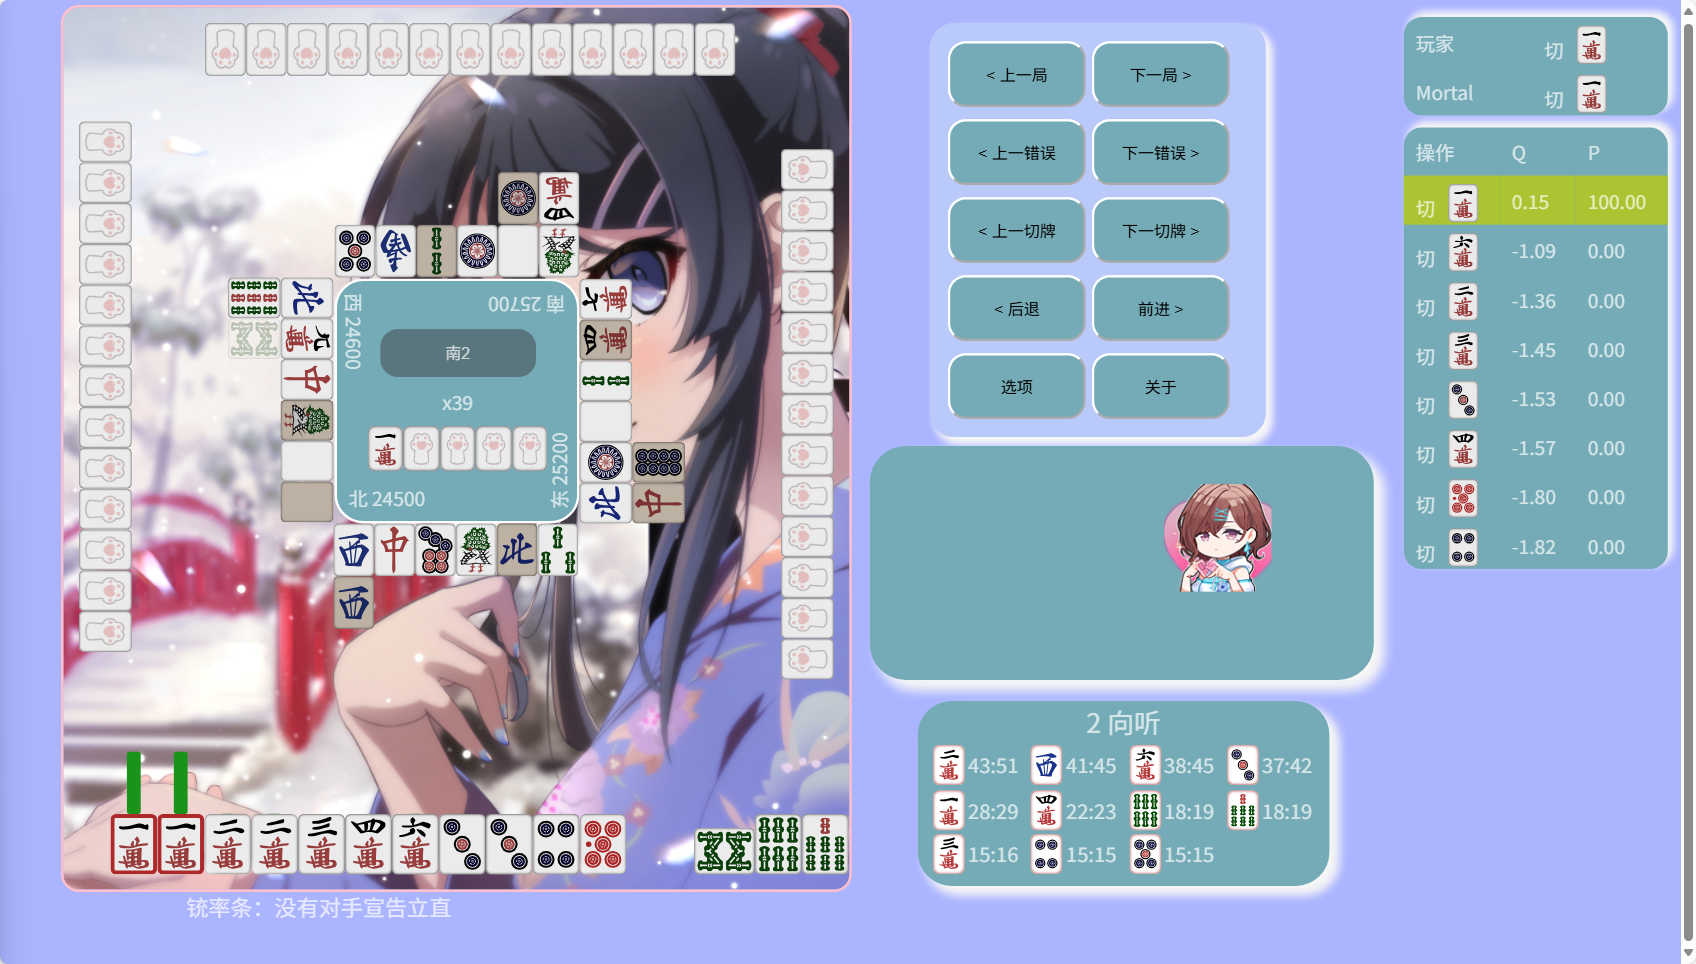 西 24600
南 25700
南2
x39
北 24500
东 25200
铳率条：没有对手宣告立直
< 上一局
下一局 >
< 上一错误
下一错误 >
< 上一切牌
下一切牌 >
< 后退
前进 >
选项
关于
2 向听
43:51 41:45 38:45 37:42
28:29 22:23 18:19 18:19
15:16 15:15 15:15
玩家 切
Mortal 切
操作 Q P
切 0.15 100.00
切 -1.09 0.00
切 -1.36 0.00
切 -1.45 0.00
切 -1.53 0.00
切 -1.57 0.00
切 -1.80 0.00
切 -1.82 0.00